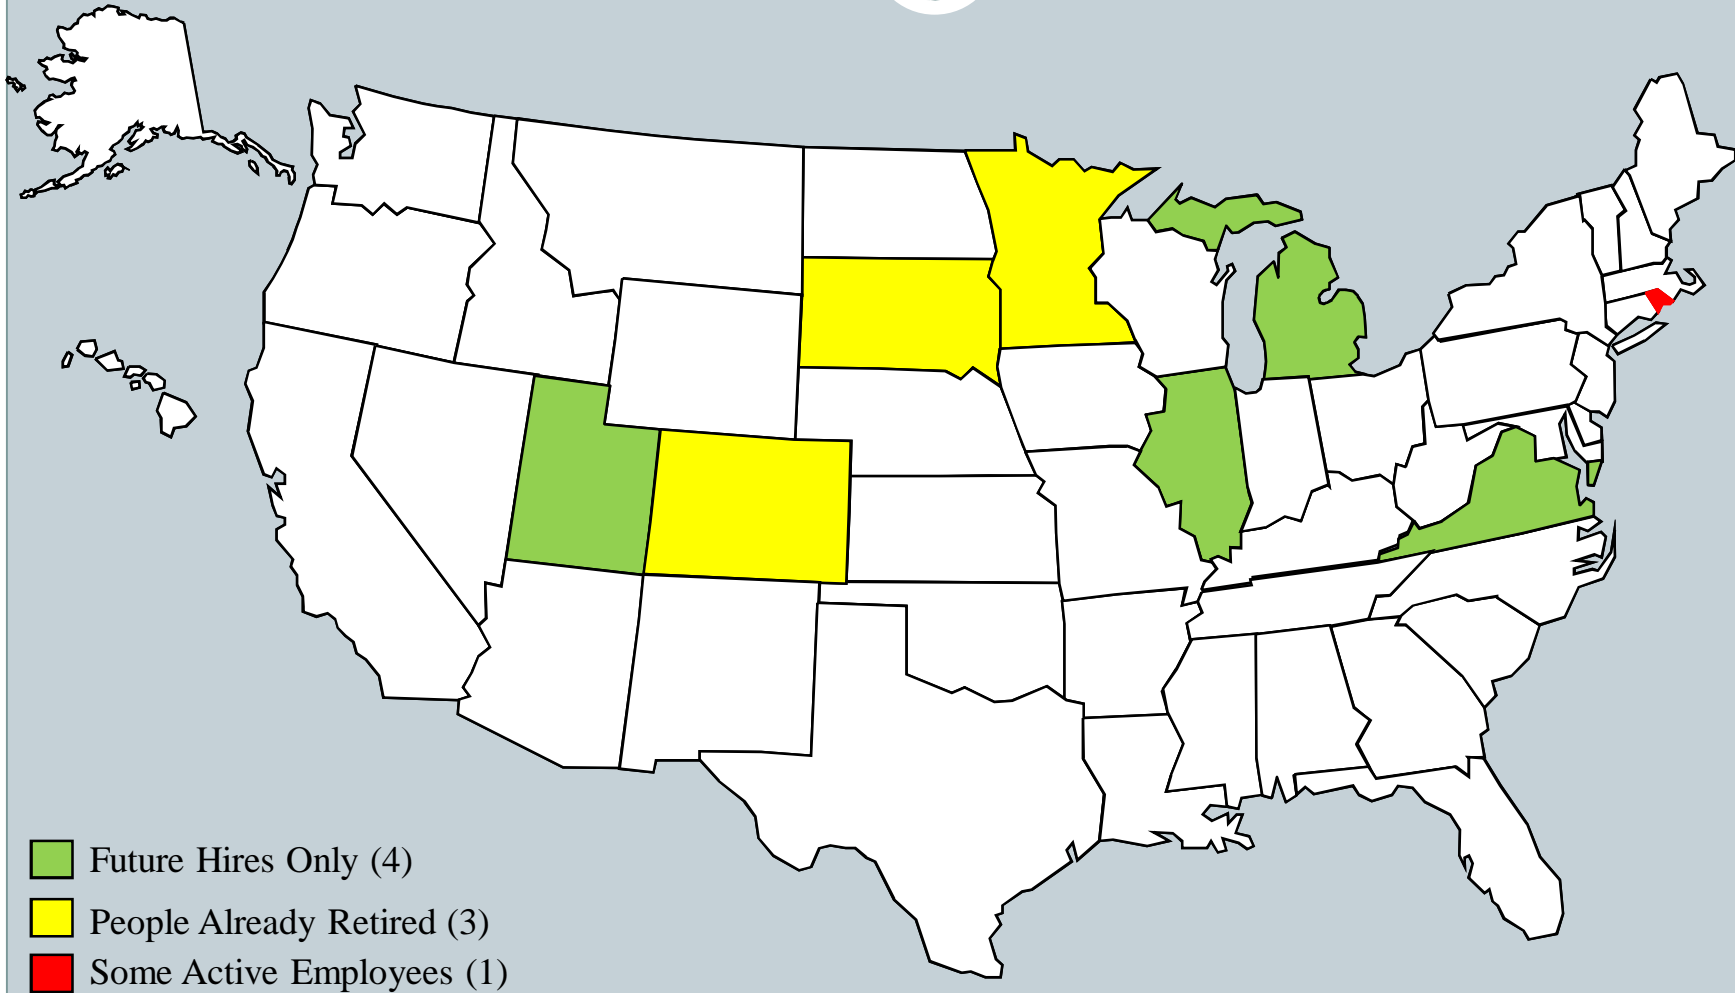 Future Hires Only (4)
People Already Retired (3)
Some Active Employees (1)